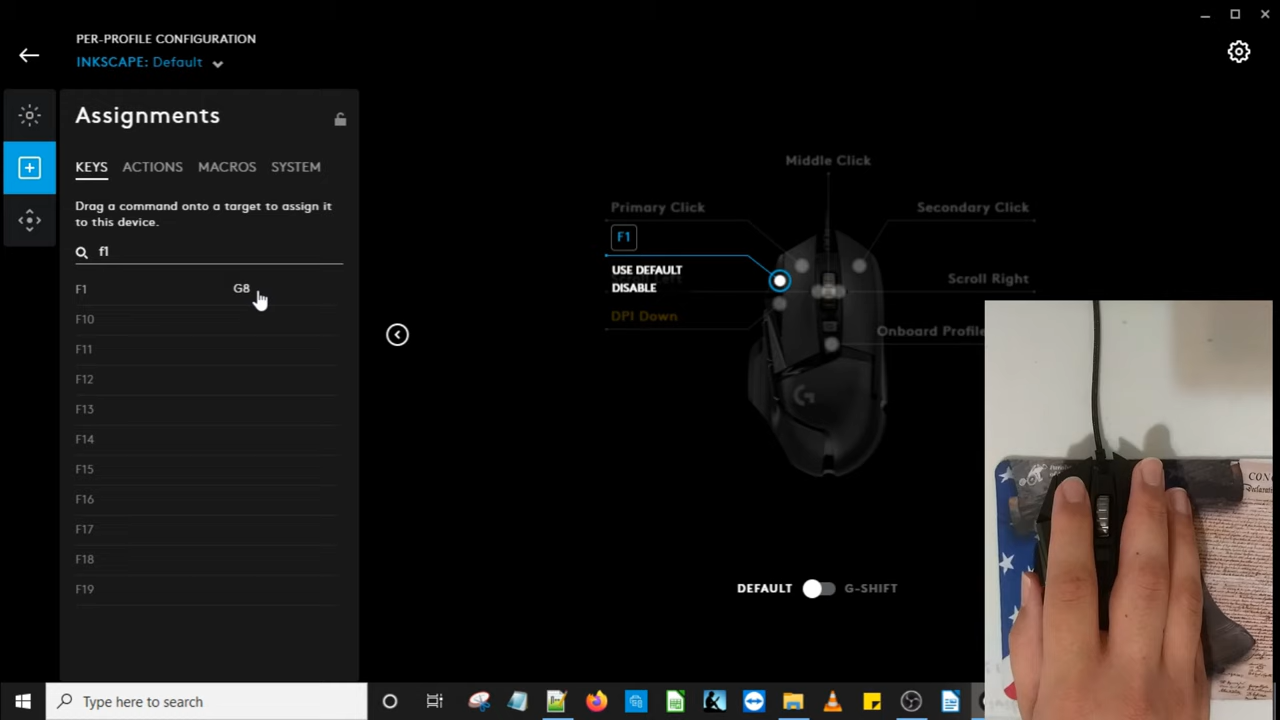 PER-PROFILE CONFIGURATION
INKSCAPE: Default
Assignments
KEYS ACTIONS MACROS SYSTEM
Drag a command onto a target to assign it
to this device.
f1
F1 G8
F10
F11
F12
F13
F14
F15
F16
F17
F18
F19
Middle Click
Primary Click
Secondary Click
F1
USE DEFAULT
DISABLE
Scroll Right
DPI Down
Onboard Profile
DEFAULT G-SHIFT
Type here to search